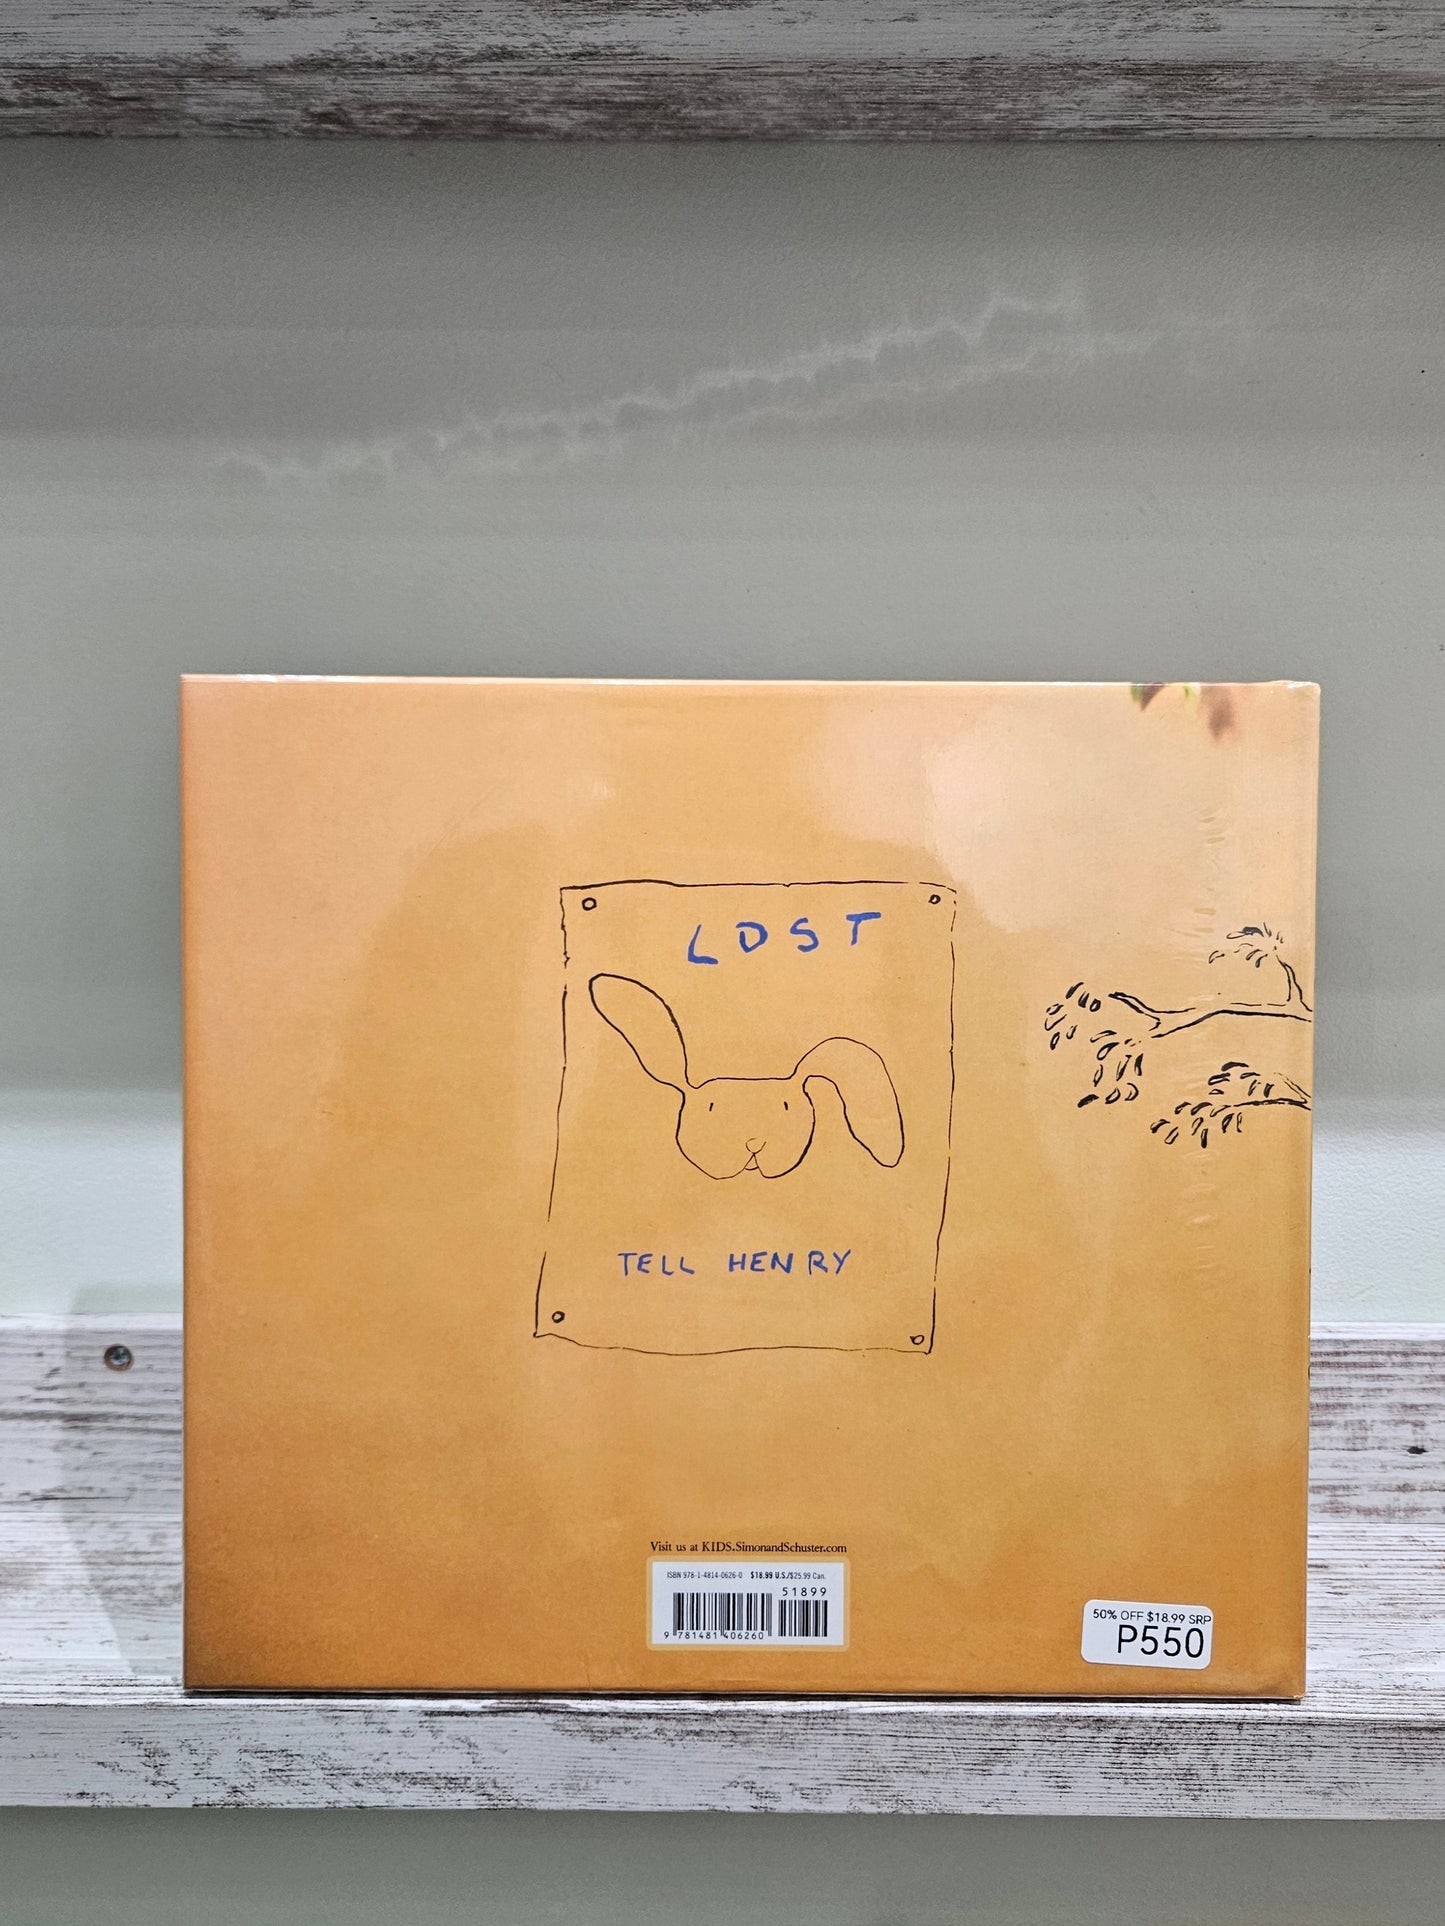 LOST
TELL HENRY
Visit us at KIDS.SimonandSchuster.com
ISBN 978-1-4814-0626-0 $18.99 U.S./$25.99 Can.
51899
9 781481 406260
50% OFF $18.99 SRP
P550